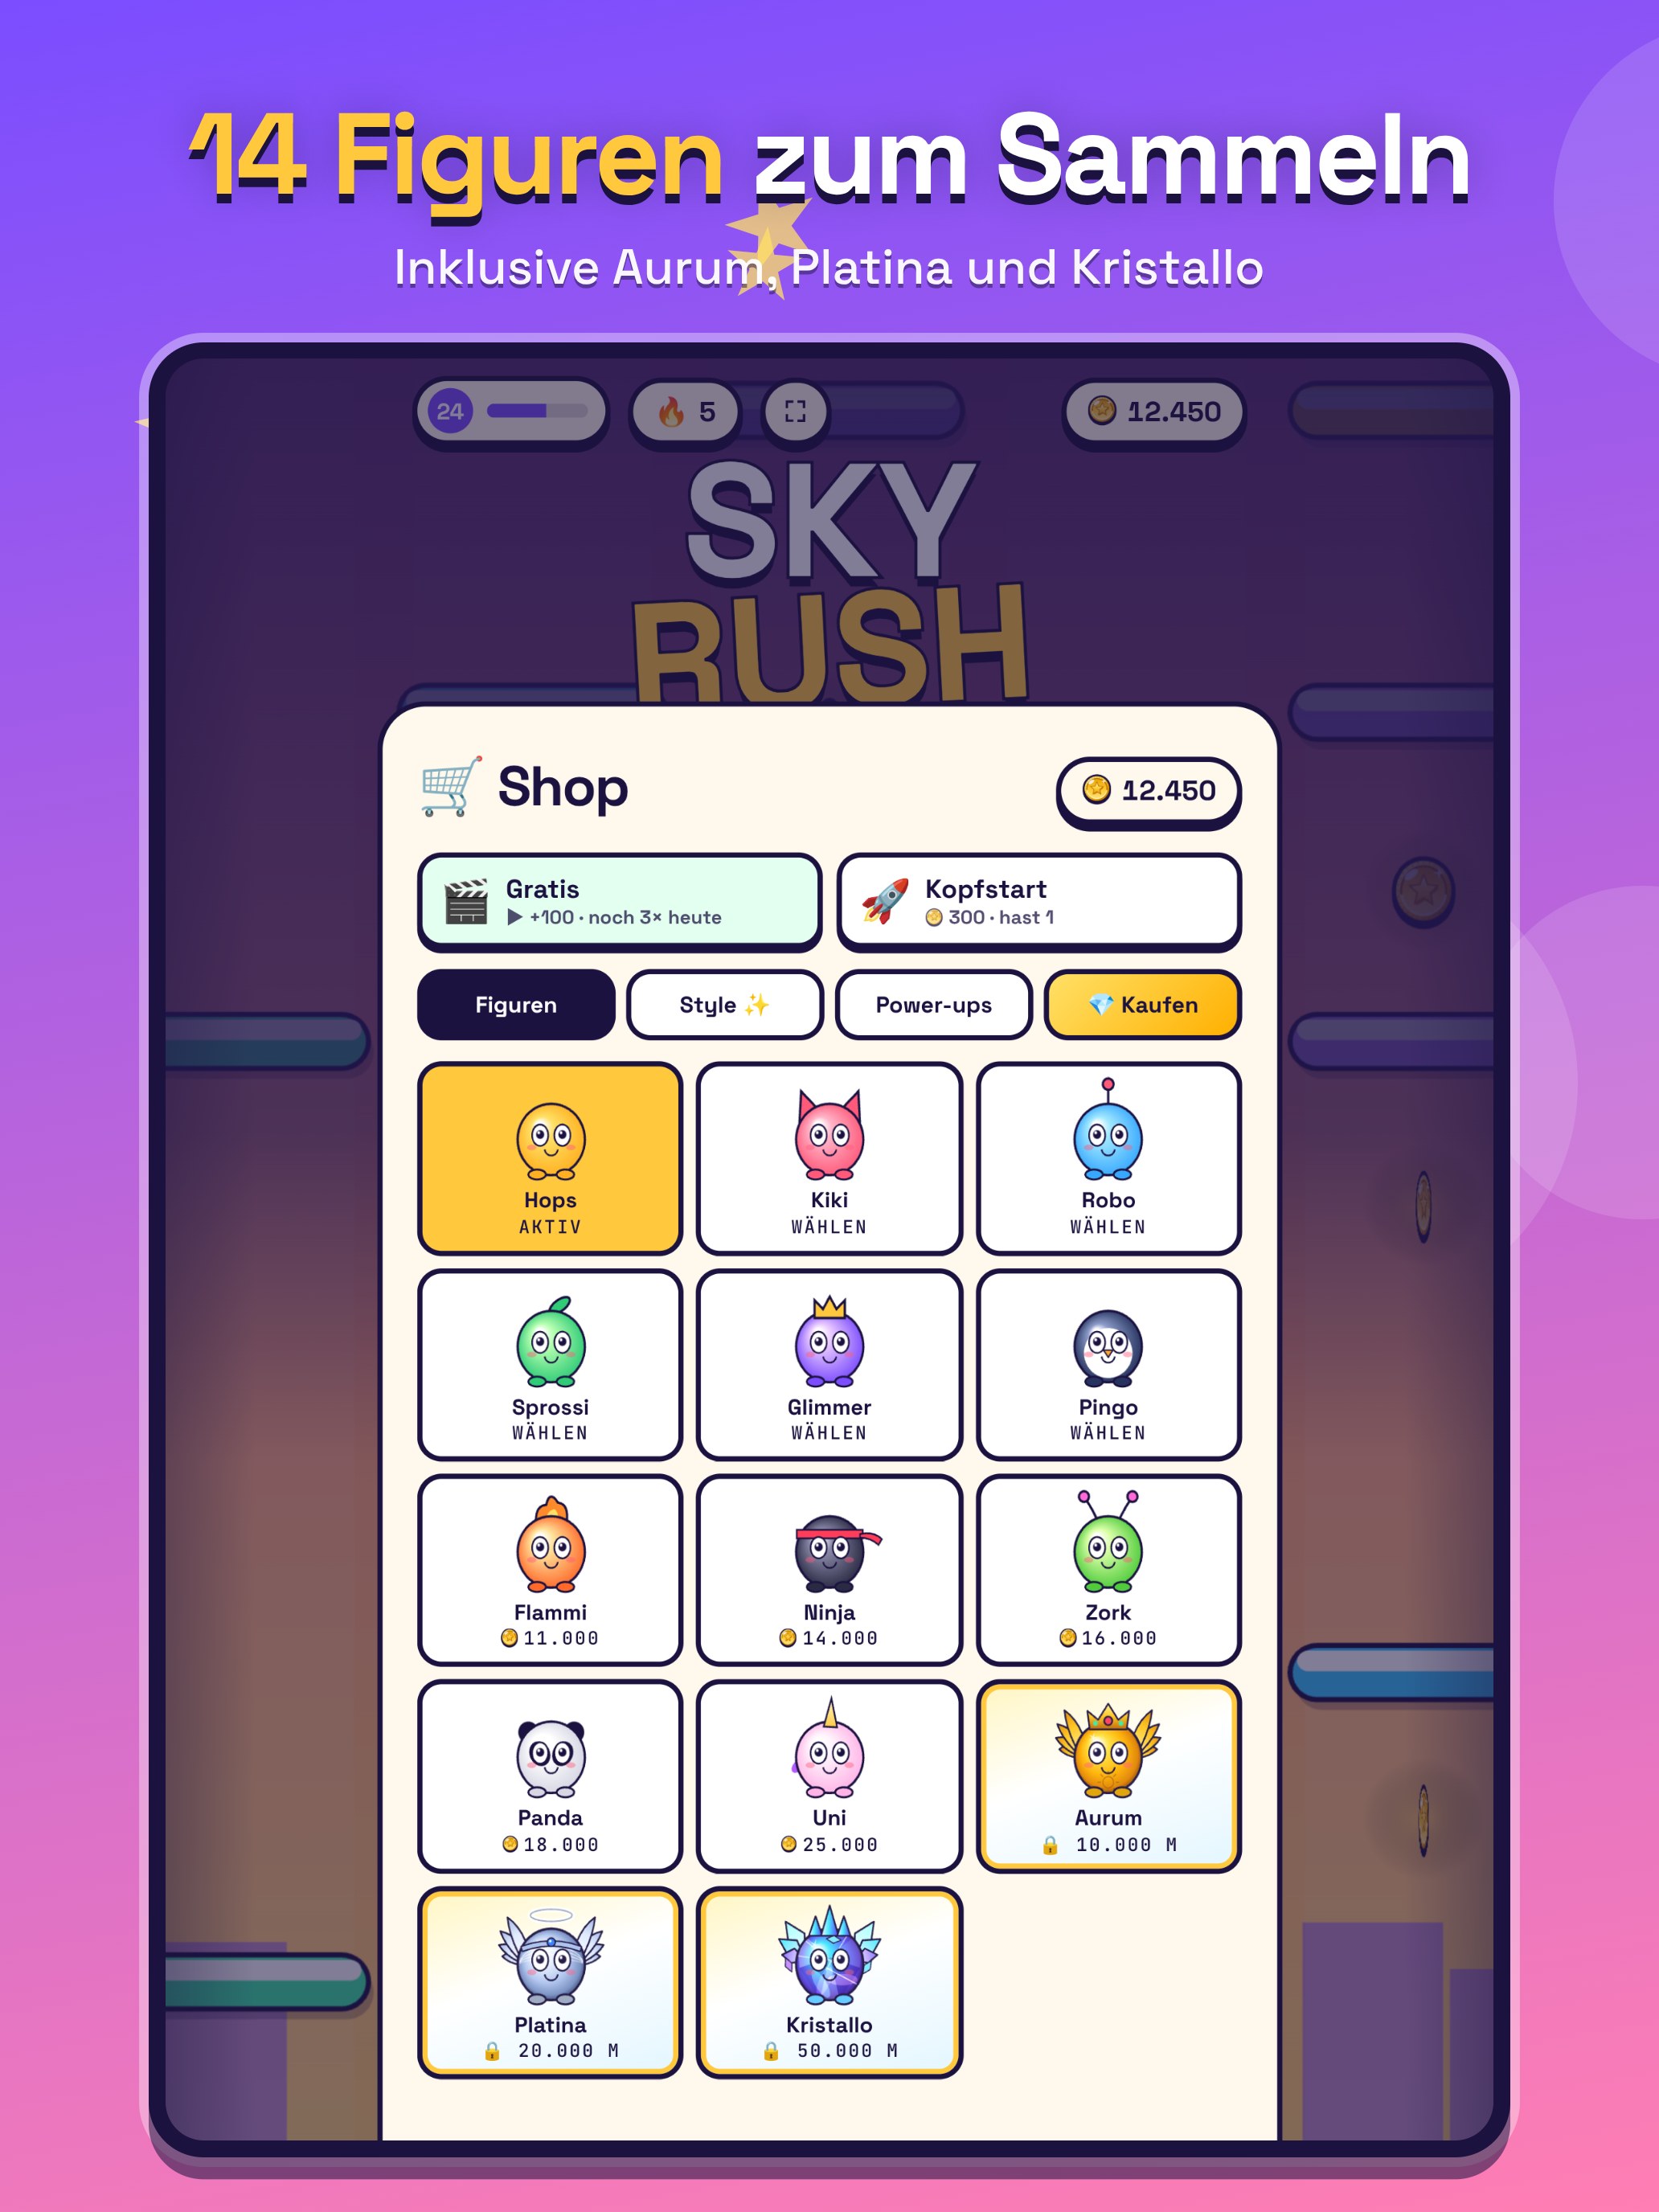 14 Figuren zum Sammeln
Inklusive Aurum, Platina und Kristallo
24 🔥 5 12.450
SKY
RUSH
🛒 Shop 12.450
🎬 Gratis
▶ +100 · noch 3× heute
🚀 Kopfstart
300 · hast 1
Figuren Style ✨ Power-ups 💎 Kaufen
Hops Kiki Robo
AKTIV WÄHLEN WÄHLEN
Sprossi Glimmer Pingo
WÄHLEN WÄHLEN WÄHLEN
Flammi Ninja Zork
11.000 14.000 16.000
Panda Uni Aurum
18.000 25.000 🔒 10.000 M
Platina Kristallo
🔒 20.000 M 🔒 50.000 M